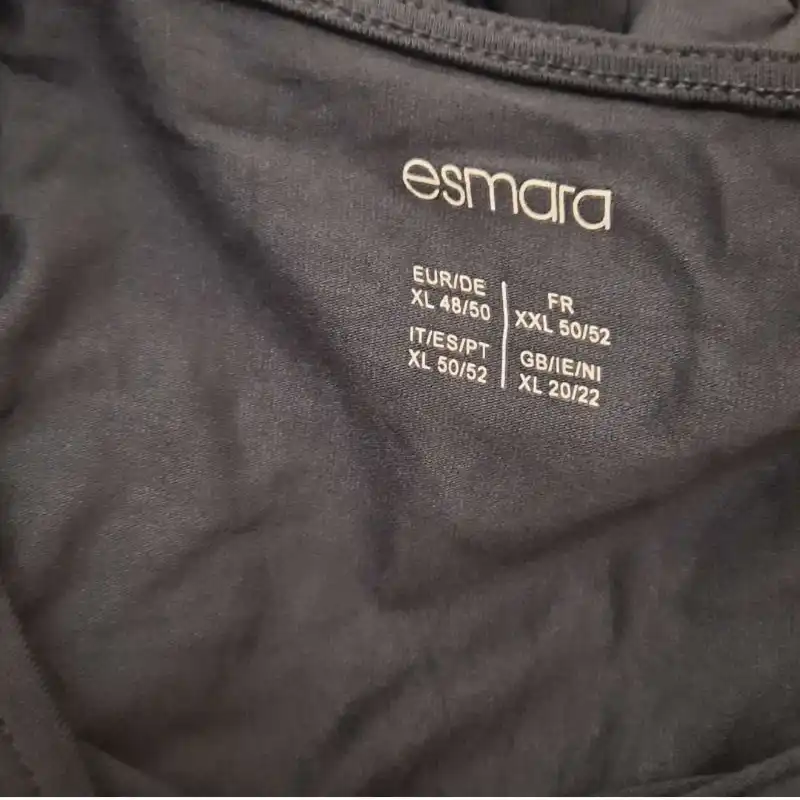 esmara
EUR/DE
XL 48/50
FR
XXL 50/52
IT/ES/PT
XL 50/52
GB/IE/NI
XL 20/22